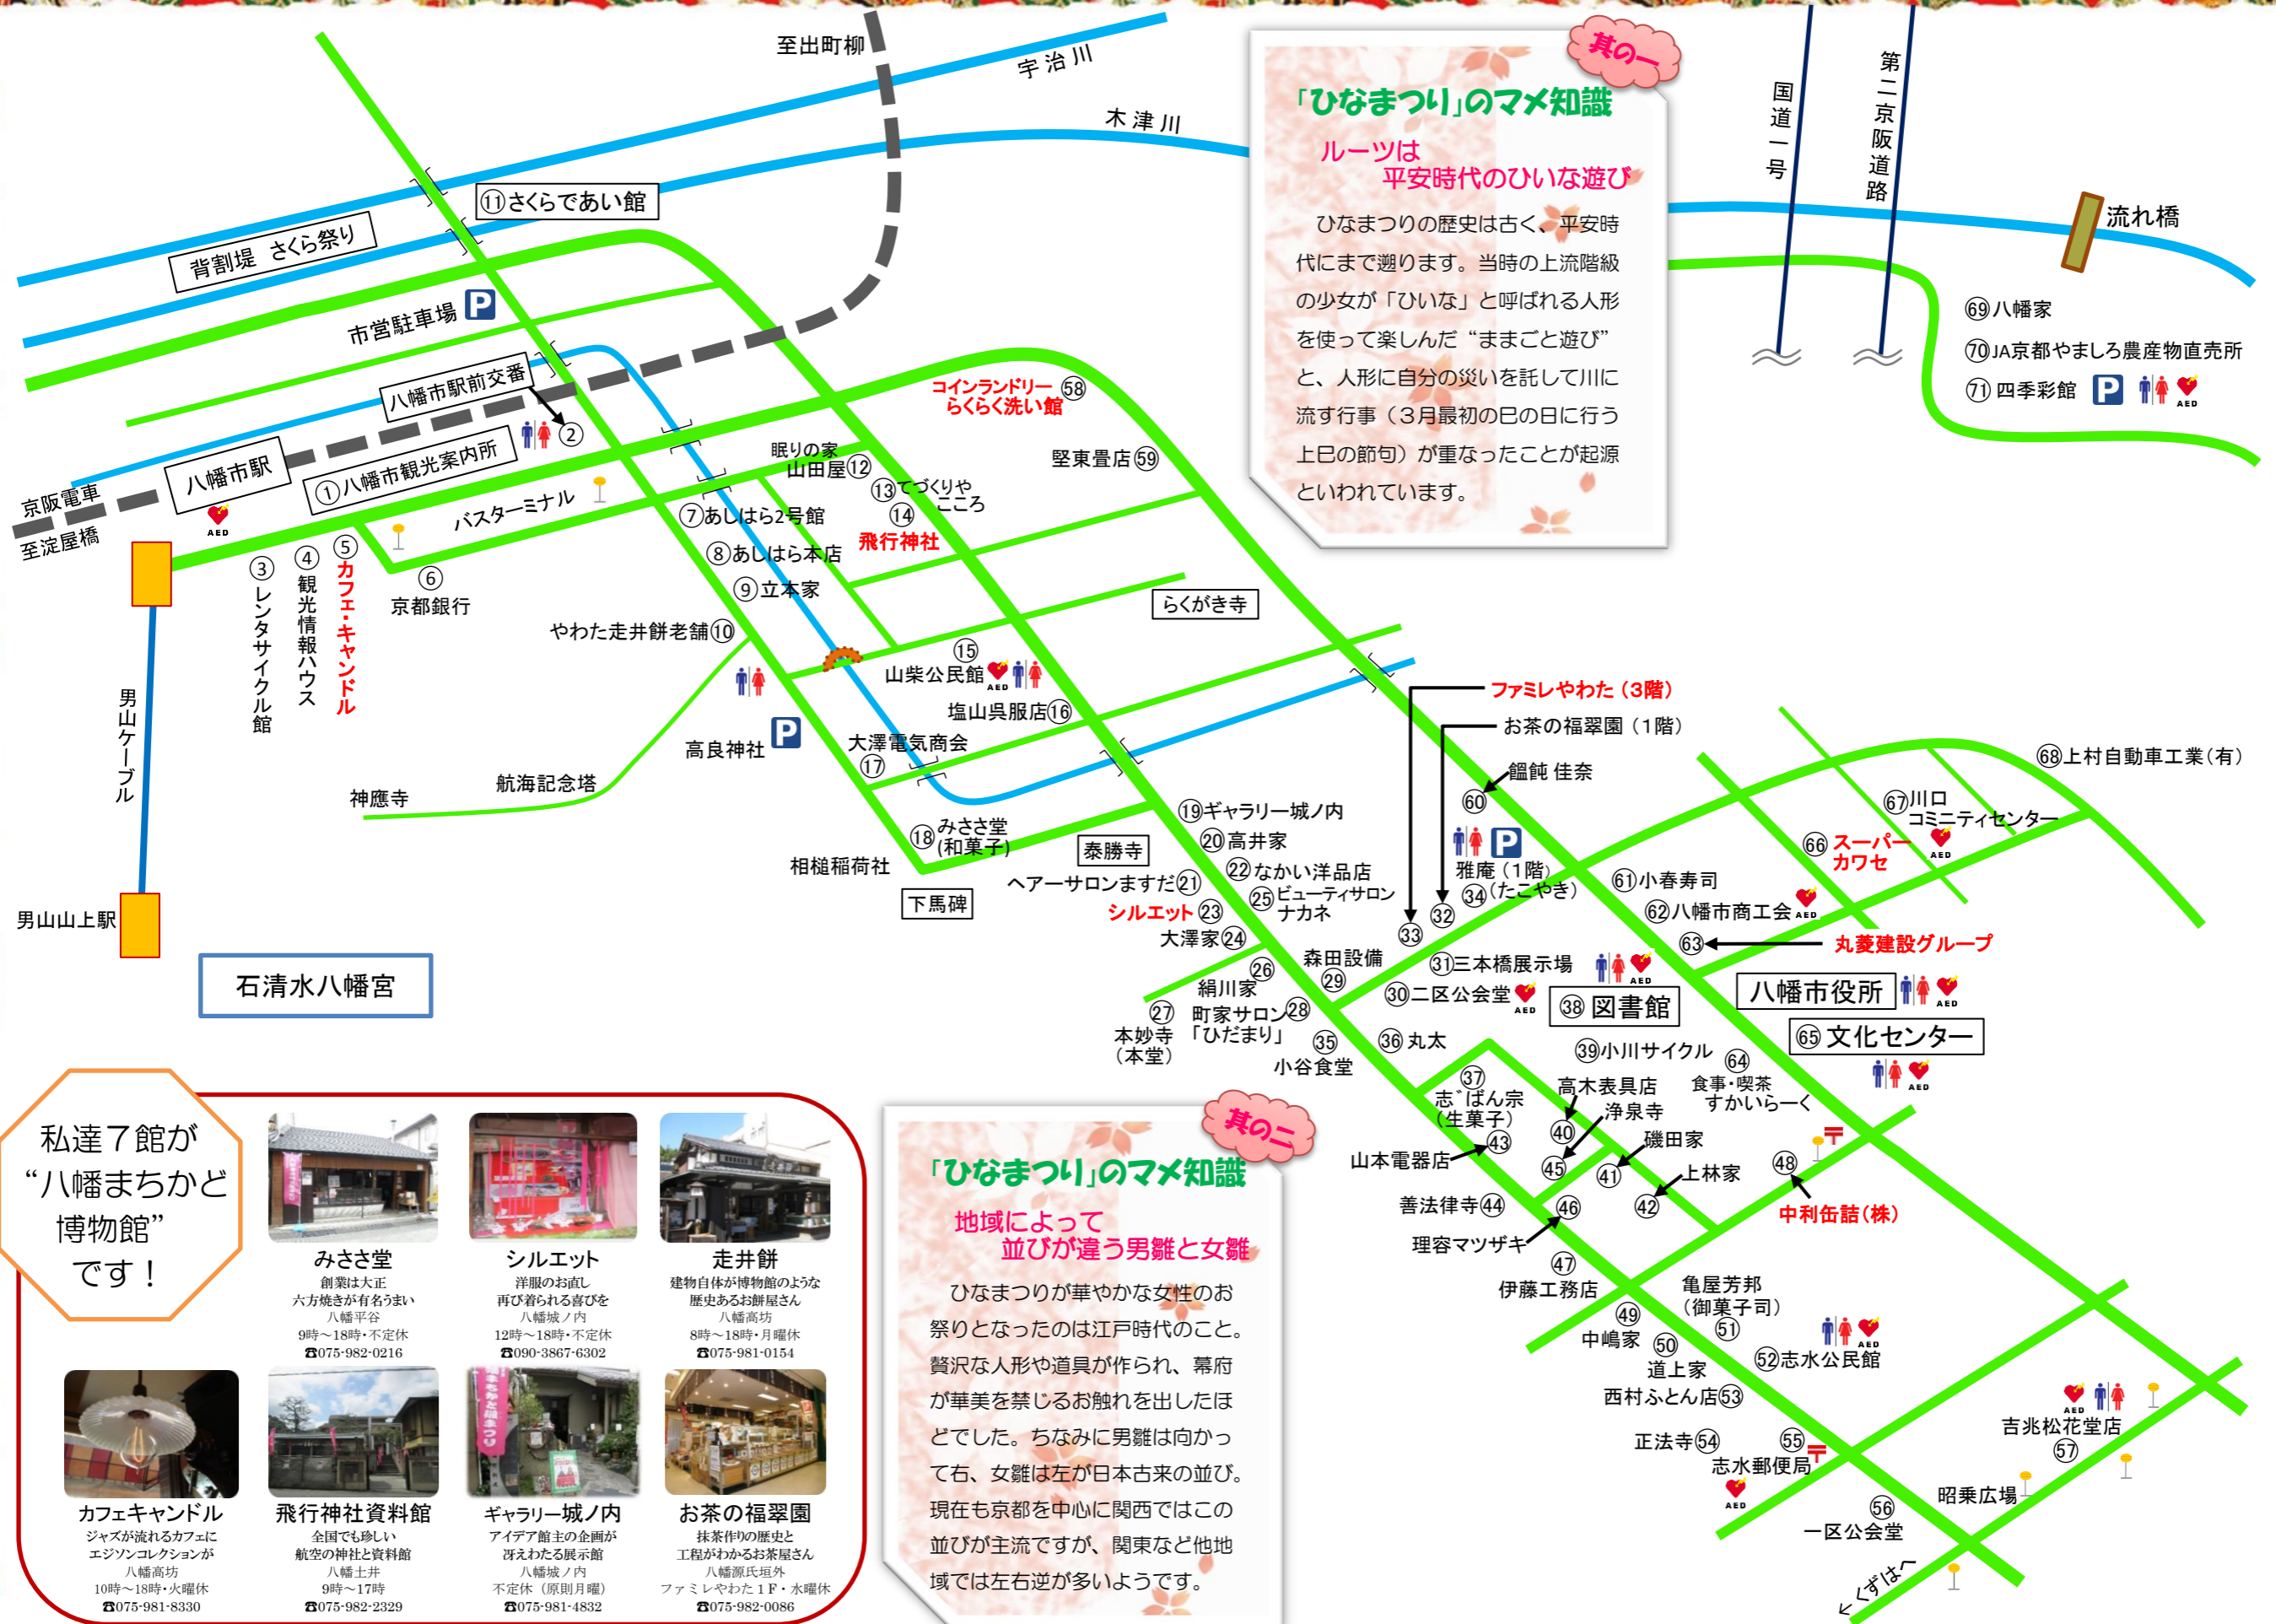 至出町柳
宇治川
木津川
国道一号
第二京阪道路
流れ橋
⑪さくらであい館
背割堤 さくら祭り
市営駐車場
P
八幡市駅前交番
②
八幡市駅
①八幡市観光案内所
京阪電車
至淀屋橋
AED
バスターミナル
③レンタサイクル館
④観光情報ハウス
⑤カフェ・キャンドル
⑥
京都銀行
男山ケーブル
男山山上駅
石清水八幡宮
眠りの家
山田屋⑫
⑬てづくりや
こころ
⑭
飛行神社
⑦あしはら2号館
⑧あしはら本店
⑨立本家
やわた走井餅老舗⑩
コインランドリー
らくらく洗い館
58
堅東畳店59
らくがき寺
⑮
山柴公民館
AED
塩山呉服店⑯
高良神社
P
大澤電気商会
⑰
航海記念塔
神應寺
⑱みささ堂
(和菓子)
相槌稲荷社
下馬碑
泰勝寺
⑲ギャラリー城ノ内
⑳高井家
ヘアーサロンますだ㉑
㉒なかい洋品店
シルエット㉓
大澤家㉔
㉕ビューティサロン
ナカネ
㉖
絹川家
㉗
本妙寺
(本堂)
町家サロン㉘
「ひだまり」
森田設備
㉙
㉚二区公会堂
AED
㉛三本橋展示場
AED
ファミレやわた（3階）
お茶の福翠園（1階）
饂飩 佳奈
60
P
雅庵（1階）
㉞(たこやき)
㉜
㉝
㉟
小谷食堂
㊱丸太
㊲
志ばん宗
（生菓子）
㊳図書館
㊴小川サイクル
高木表具店
㊵
浄泉寺
㊺
磯田家
㊶
上林家
㊷
㊸
山本電器店
善法律寺㊹
㊻
理容マツザキ
㊼
伊藤工務店
㊽
中利缶詰(株)
㊾
中嶋家
㊿
道上家
亀屋芳邦
（御菓子司）
51
52志水公民館
AED
西村ふとん店53
正法寺54
55
志水郵便局
AED
56
一区公会堂
昭乗広場
AED
吉兆松花堂店
57
←くずはへ
61小春寿司
62八幡市商工会
AED
63
丸菱建設グループ
八幡市役所
AED
65文化センター
AED
64
食事・喫茶
すかいらーく
66スーパー
カワセ
67川口
コミニティセンター
AED
68上村自動車工業(有)
69八幡家
70JA京都やましろ農産物直売所
71四季彩館
P
AED
其の一
「ひなまつり」のマメ知識
ルーツは
平安時代のひいな遊び
ひなまつりの歴史は古く、平安時
代にまで遡ります。当時の上流階級
の少女が「ひいな」と呼ばれる人形
を使って楽しんだ“ままごと遊び”
と、人形に自分の災いを託して川に
流す行事（３月最初の巳の日に行う
上巳の節句）が重なったことが起源
といわれています。
其の二
「ひなまつり」のマメ知識
地域によって
並びが違う男雛と女雛
ひなまつりが華やかな女性のお
祭りとなったのは江戸時代のこと。
贅沢な人形や道具が作られ、幕府
が華美を禁じるお触れを出したほ
どでした。ちなみに男雛は向かっ
て右、女雛は左が日本古来の並び。
現在も京都を中心に関西ではこの
並びが主流ですが、関東など他地
域では左右逆が多いようです。
私達７館が
“八幡まちかど
博物館”
です！
みささ堂
創業は大正
六方焼きが有名うまい
八幡平谷
9時～18時・不定休
☎075-982-0216
シルエット
洋服のお直し
再び着られる喜びを
八幡城ノ内
12時～18時・不定休
☎090-3867-6302
走井餅
建物自体が博物館のような
歴史あるお餅屋さん
八幡高坊
8時～18時・月曜休
☎075-981-0154
カフェキャンドル
ジャズが流れるカフェに
エジソンコレクションが
八幡高坊
10時～18時・火曜休
☎075-981-8330
飛行神社資料館
全国でも珍しい
航空の神社と資料館
八幡土井
9時～17時
☎075-982-2329
ギャラリー城ノ内
アイデア館主の企画が
冴えわたる展示館
八幡城ノ内
不定休（原則月曜）
☎075-981-4832
お茶の福翠園
抹茶作りの歴史と
工程がわかるお茶屋さん
八幡源氏垣外
ファミレやわた１F・水曜休
☎075-982-0086